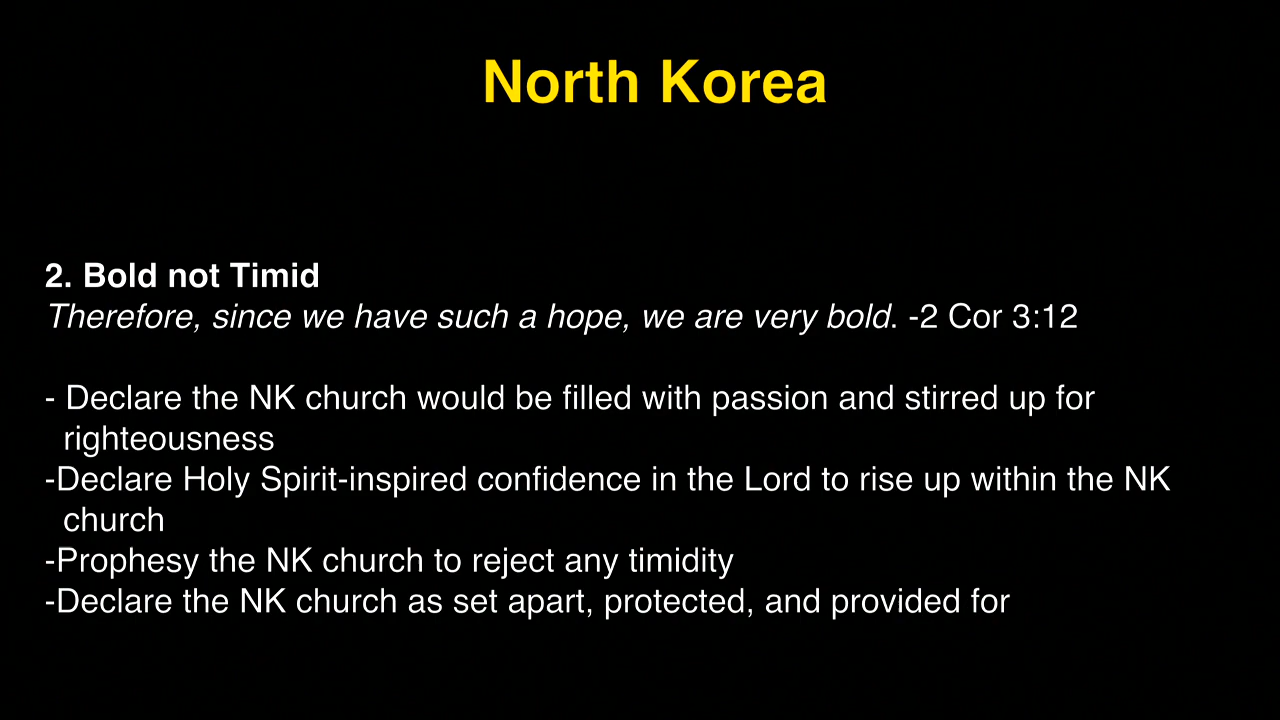 North Korea
2. Bold not Timid
Therefore, since we have such a hope, we are very bold. -2 Cor 3:12
- Declare the NK church would be filled with passion and stirred up for
righteousness
-Declare Holy Spirit-inspired confidence in the Lord to rise up within the NK
church
-Prophesy the NK church to reject any timidity
-Declare the NK church as set apart, protected, and provided for